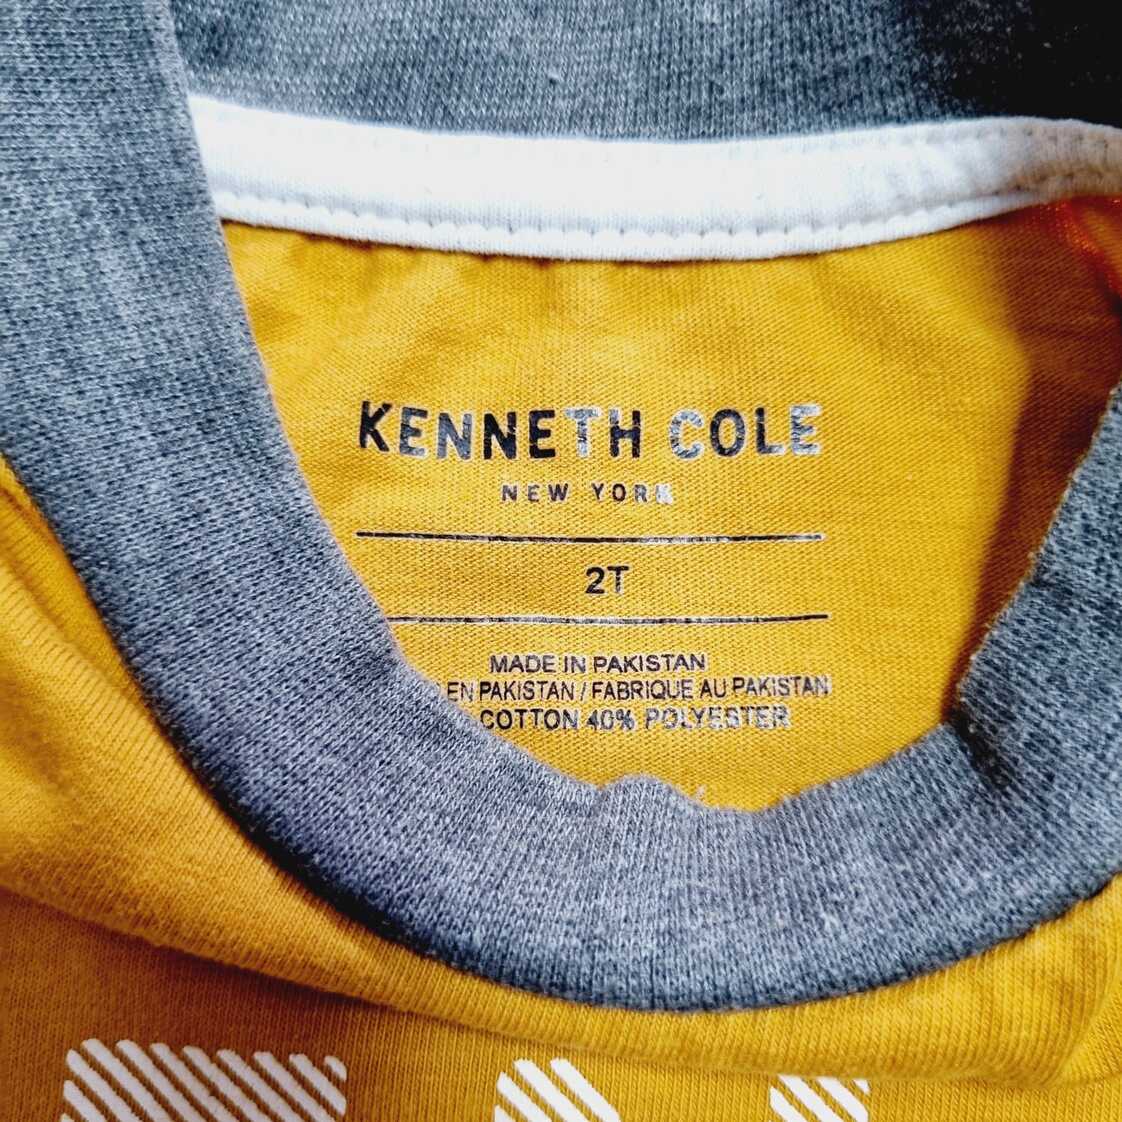 KENNETH COLE
NEW YORK
2T
MADE IN PAKISTAN
EN PAKISTAN / FABRIQUE AU PAKISTAN
COTTON 40% POLYESTER